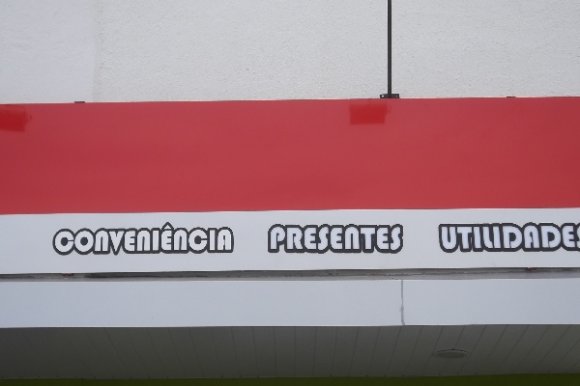 CONVENIÊNCIA PRESENTES UTILIDADES